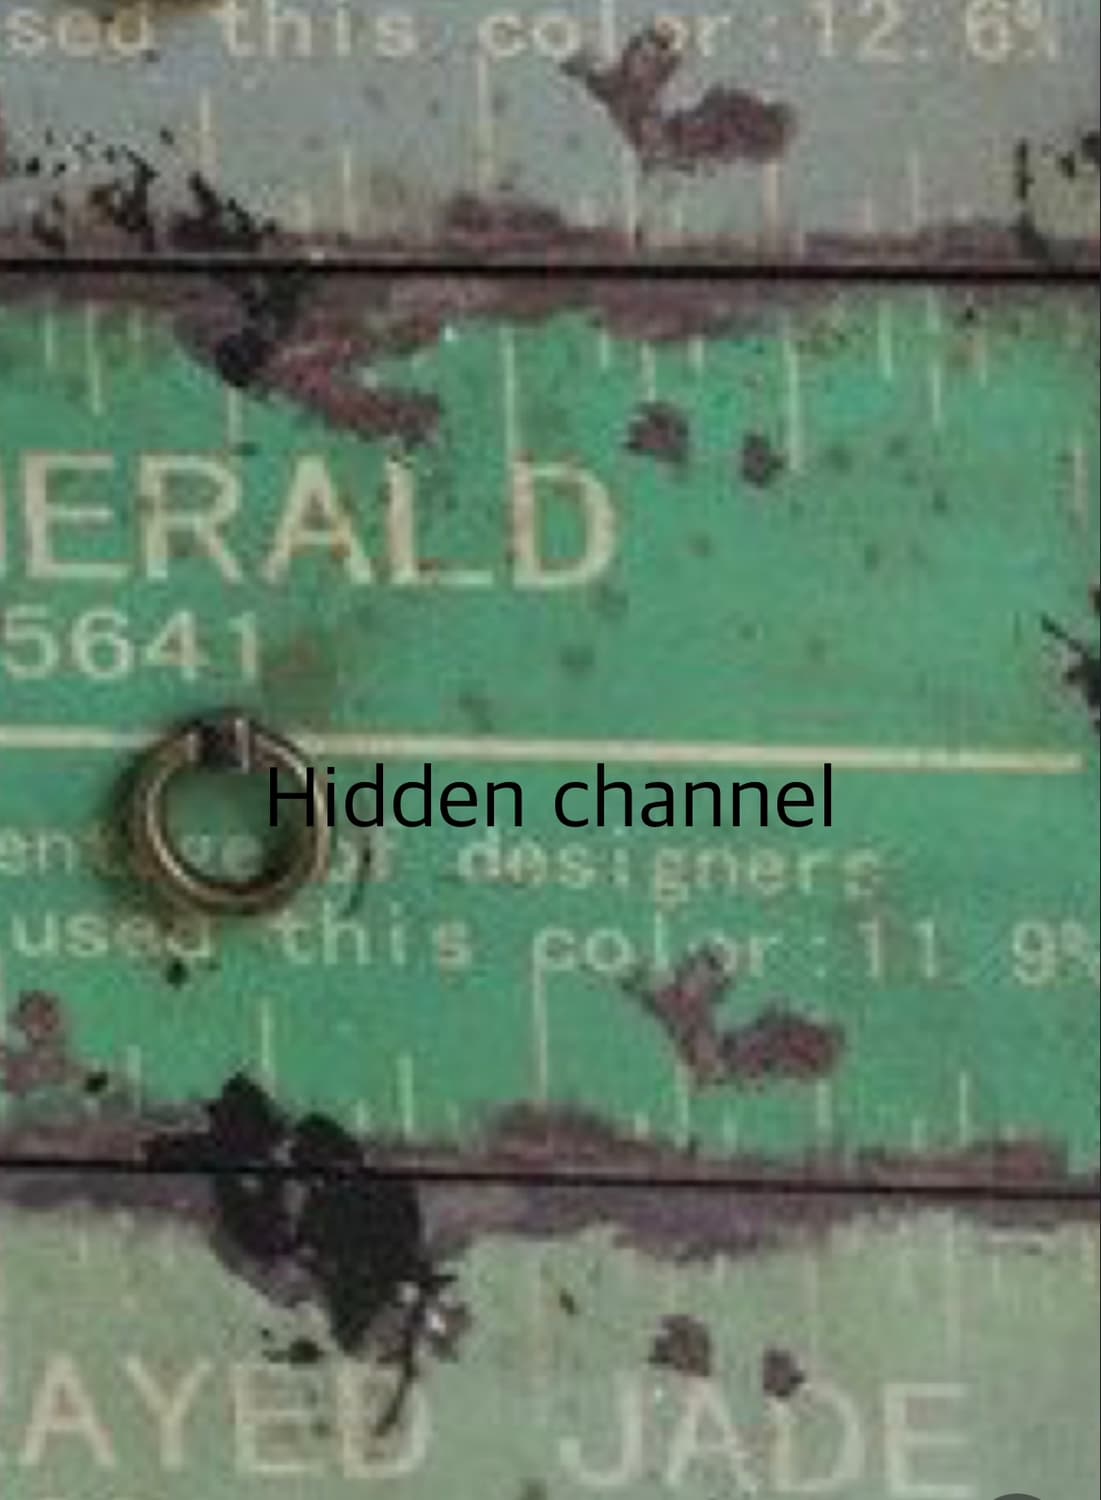 sed this color:12.6%
ERALD
5641
Hidden channel
designers
used this color:11.9%
AYED JADE